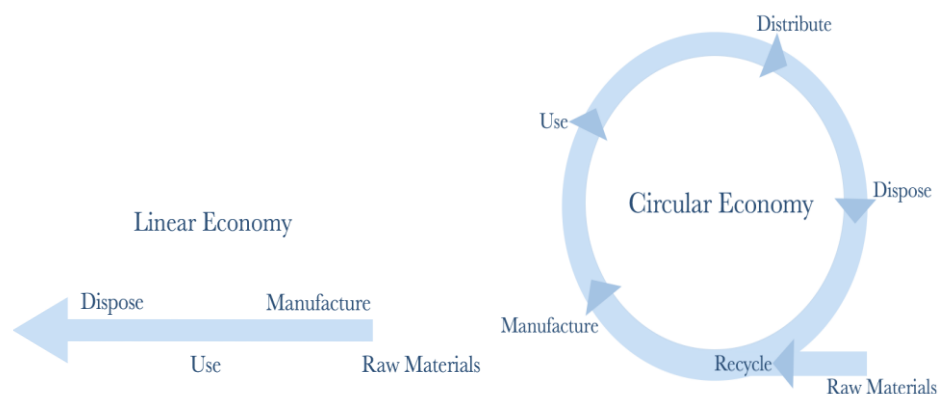 Linear Economy
Dispose
Manufacture
Use
Raw Materials
Distribute
Use
Circular Economy
Dispose
Manufacture
Recycle
Raw Materials